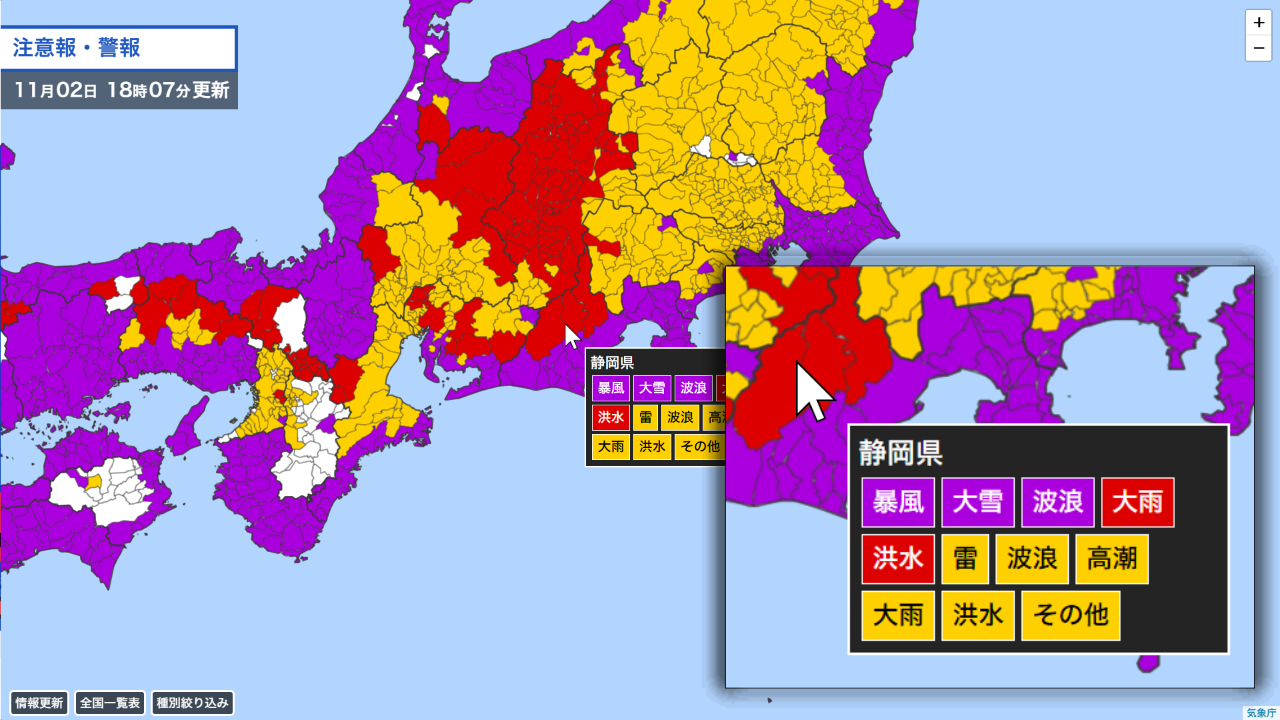 注意報・警報
11月02日 18時07分更新
+
−
静岡県
暴風 大雪 波浪
洪水 雷 波浪
大雨 洪水 その他
静岡県
暴風 大雪 波浪 大雨
洪水 雷 波浪 高潮
大雨 洪水 その他
情報更新 全国一覧表 種別絞り込み
気象庁